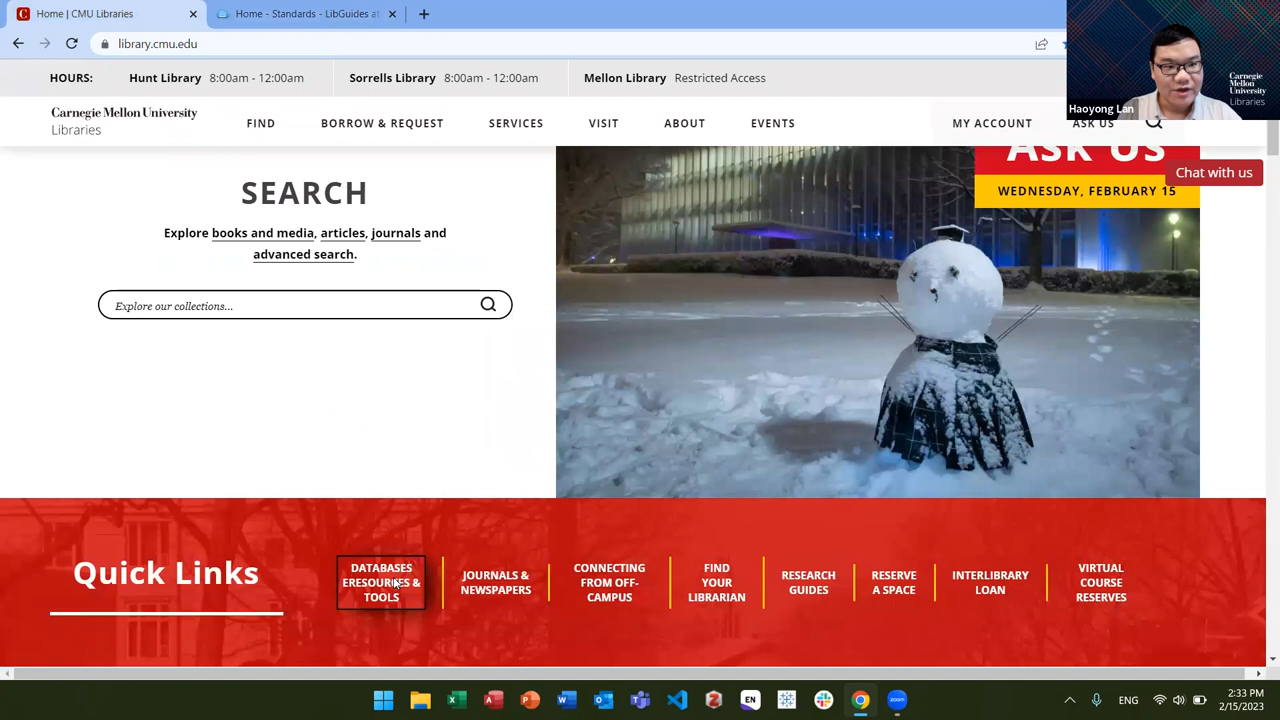 Home | CMU Libraries
Home - Standards - LibGuides at
library.cmu.edu
HOURS: Hunt Library 8:00am - 12:00am Sorrells Library 8:00am - 12:00am Mellon Library Restricted Access
Carnegie Mellon University
Libraries
FIND BORROW & REQUEST SERVICES VISIT ABOUT EVENTS MY ACCOUNT ASK US
Carnegie
Mellon
University
Libraries
Haoyong Lan
ASK US
Chat with us
WEDNESDAY, FEBRUARY 15
SEARCH
Explore books and media, articles, journals and
advanced search.
Explore our collections...
Quick Links
DATABASES
ERESOURCES &
TOOLS
JOURNALS &
NEWSPAPERS
CONNECTING
FROM OFF-
CAMPUS
FIND
YOUR
LIBRARIAN
RESEARCH
GUIDES
RESERVE
A SPACE
INTERLIBRARY
LOAN
VIRTUAL
COURSE
RESERVES
EN
ENG
2:33 PM
2/15/2023